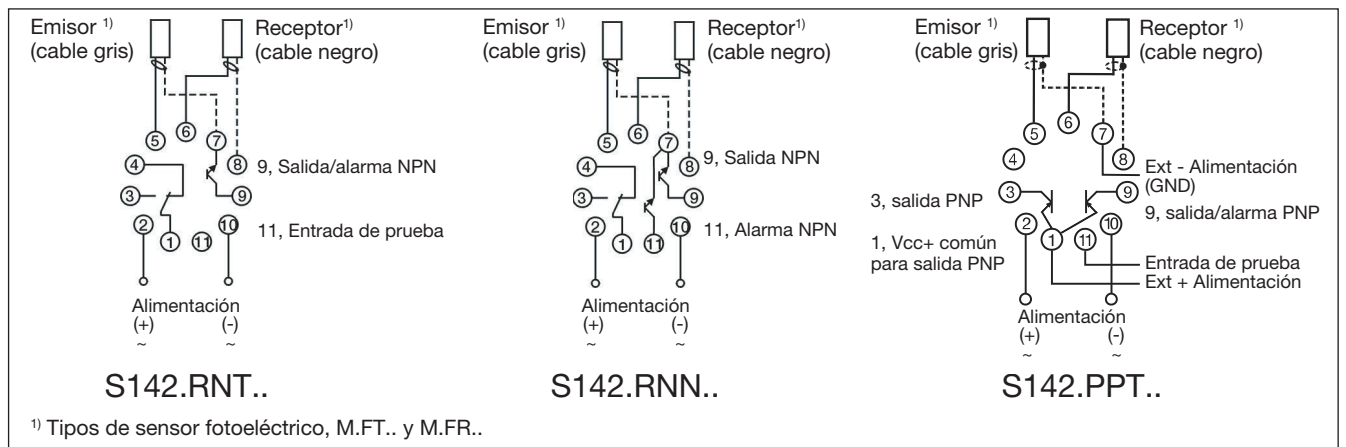 Emisor 1)
(cable gris)
Receptor1)
(cable negro)
5
6
7
4
8
9, Salida/alarma NPN
3
9
2
10
1
11
11, Entrada de prueba
Alimentación
(+)
(-)
~
~
S142.RNT..
Emisor 1)
(cable gris)
Receptor1)
(cable negro)
5
6
7
4
8
9, Salida NPN
3
9
2
10
1
11
11, Alarma NPN
Alimentación
(+)
(-)
~
~
S142.RNN..
Emisor 1)
(cable gris)
Receptor1)
(cable negro)
5
6
7
4
8
Ext - Alimentación
(GND)
3
9
3, salida PNP
9, salida/alarma PNP
2
1
11
10
1, Vcc+ común
para salida PNP
Entrada de prueba
Ext + Alimentación
Alimentación
(+)
(-)
~
~
S142.PPT..
1) Tipos de sensor fotoeléctrico, M.FT.. y M.FR..